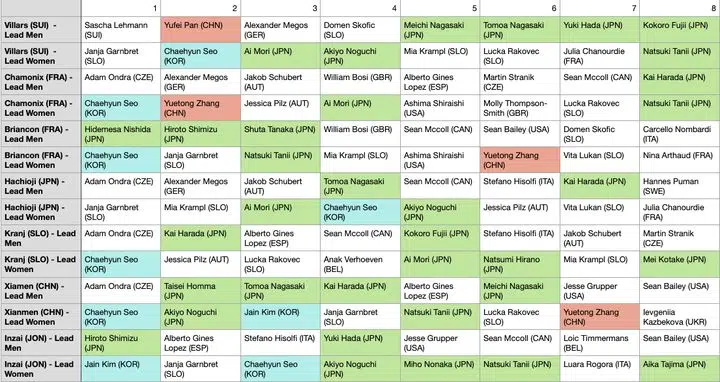 1 2 3 4 5 6 7 8
Villars (SUI) - Lead Men Sascha Lehmann (SUI) Yufei Pan (CHN) Alexander Megos (GER) Domen Skofic (SLO) Meichi Nagasaki (JPN) Tomoa Nagasaki (JPN) Yuki Hada (JPN) Kokoro Fujii (JPN)
Villars (SUI) - Lead Women Janja Garnbret (SLO) Chaehyun Seo (KOR) Ai Mori (JPN) Akiyo Noguchi (JPN) Mia Krampl (SLO) Lucka Rakovec (SLO) Julia Chanourdie (FRA) Natsuki Tanii (JPN)
Chamonix (FRA) - Lead Men Adam Ondra (CZE) Alexander Megos (GER) Jakob Schubert (AUT) William Bosi (GBR) Alberto Gines Lopez (ESP) Martin Stranik (CZE) Sean Mccoll (CAN) Kai Harada (JPN)
Chamonix (FRA) - Lead Women Chaehyun Seo (KOR) Yuetong Zhang (CHN) Jessica Pilz (AUT) Ai Mori (JPN) Ashima Shiraishi (USA) Molly Thompson-Smith (GBR) Lucka Rakovec (SLO) Natsuki Tanii (JPN)
Briancon (FRA) - Lead Men Hidemesa Nishida (JPN) Hiroto Shimizu (JPN) Shuta Tanaka (JPN) William Bosi (GBR) Sean Mccoll (CAN) Sean Bailey (USA) Domen Skofic (SLO) Carcello Nombardi (ITA)
Briancon (FRA) - Lead Women Chaehyun Seo (KOR) Janja Garnbret (SLO) Natsuki Tanii (JPN) Mia Krampl (SLO) Ashima Shiraishi (USA) Yuetong Zhang (CHN) Vita Lukan (SLO) Nina Arthaud (FRA)
Hachioji (JPN) - Lead Men Adam Ondra (CZE) Alexander Megos (GER) Jakob Schubert (AUT) Tomoa Nagasaki (JPN) Sean Mccoll (CAN) Stefano Hisolfi (ITA) Kai Harada (JPN) Hannes Puman (SWE)
Hachioji (JPN) - Lead Women Janja Garnbret (SLO) Mia Krampl (SLO) Ai Mori (JPN) Chaehyun Seo (KOR) Akiyo Noguchi (JPN) Jessica Pilz (AUT) Vita Lukan (SLO) Julia Chanourdie (FRA)
Kranj (SLO) - Lead Men Adam Ondra (CZE) Kai Harada (JPN) Alberto Gines Lopez (ESP) Sean Mccoll (CAN) Kokoro Fujii (JPN) Stefano Hisolfi (ITA) Jakob Schubert (AUT) Martin Stranik (CZE)
Kranj (SLO) - Lead Women Chaehyun Seo (KOR) Jessica Pilz (AUT) Lucka Rakovec (SLO) Anak Verhoeven (BEL) Ai Mori (JPN) Natsumi Hirano (JPN) Mia Krampl (SLO) Mei Kotake (JPN)
Xiamen (CHN) - Lead Men Adam Ondra (CZE) Taisei Homma (JPN) Tomoa Nagasaki (JPN) Kai Harada (JPN) Alberto Gines Lopez (ESP) Meichi Nagasaki (JPN) Jesse Grupper (USA) Sean Bailey (USA)
Xianmen (CHN) - Lead Women Chaehyun Seo (KOR) Akiyo Noguchi (JPN) Jain Kim (KOR) Janja Garnbret (SLO) Natsuki Tanii (JPN) Lucka Rakovec (SLO) Yuetong Zhang (CHN) Ievgeniia Kazbekova (UKR)
Inzai (JON) - Lead Men Hiroto Shimizu (JPN) Alberto Gines Lopez (ESP) Stefano Hisolfi (ITA) Yuki Hada (JPN) Jesse Grupper (USA) Sean Mccoll (CAN) Loic Timmermans (BEL) Sean Bailey (USA)
Inzai (JON) - Lead Women Jain Kim (KOR) Janja Garnbret (SLO) Chaehyun Seo (KOR) Akiyo Noguchi (JPN) Miho Nonaka (JPN) Natsuki Tanii (JPN) Luara Rogora (ITA) Aika Tajima (JPN)